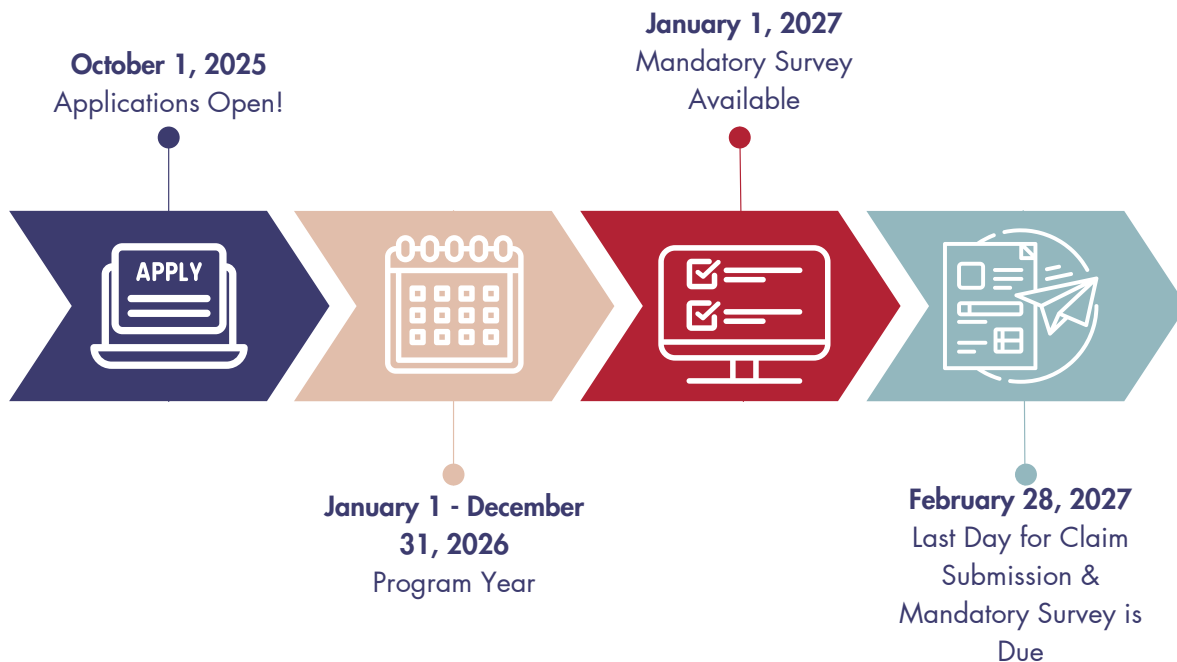 October 1, 2025
Applications Open!
January 1, 2027
Mandatory Survey
Available
APPLY
January 1 - December
31, 2026
Program Year
February 28, 2027
Last Day for Claim
Submission &
Mandatory Survey is
Due